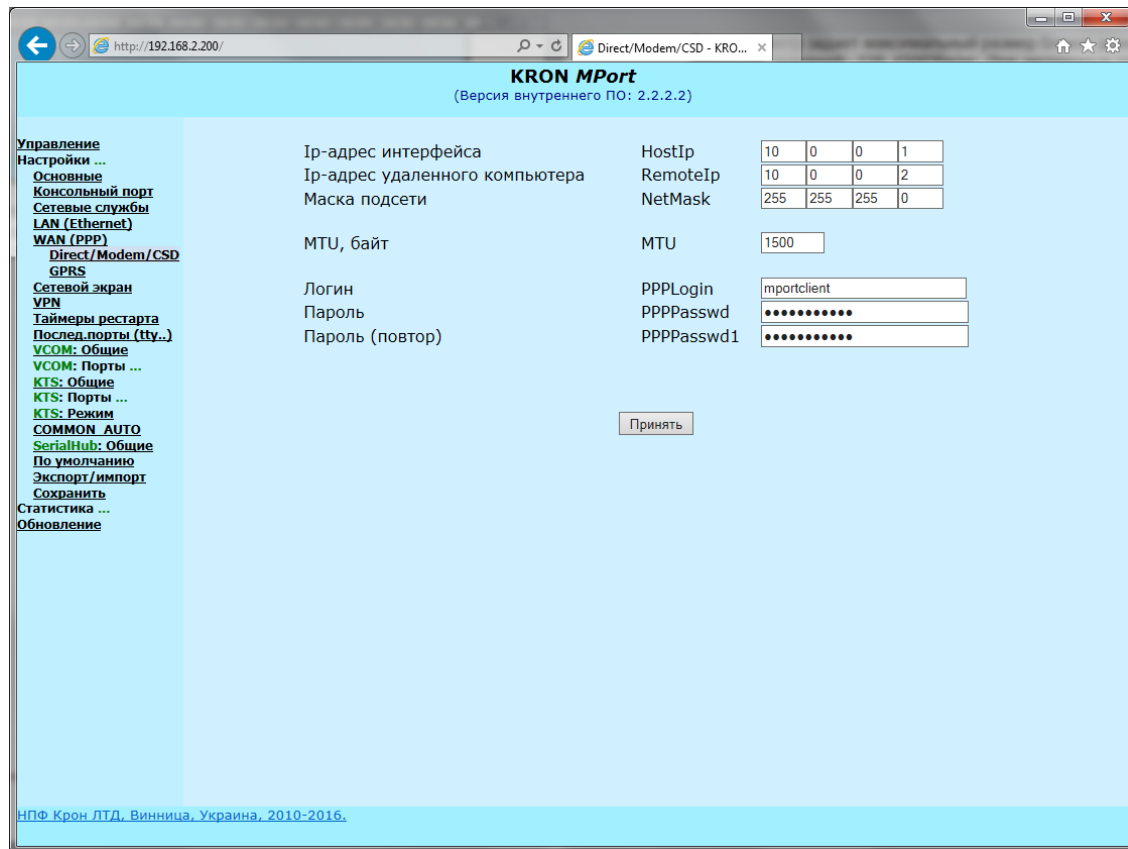 http://192.168.2.200/
Direct/Modem/CSD - KRO...
KRON MPort
(Версия внутреннего ПО: 2.2.2.2)
Управление
Настройки ...
Основные
Консольный порт
Сетевые службы
LAN (Ethernet)
WAN (PPP)
Direct/Modem/CSD
GPRS
Сетевой экран
VPN
Таймеры рестарта
Послед.порты (tty..)
VCOM: Общие
VCOM: Порты ...
KTS: Общие
KTS: Порты ...
KTS: Режим
COMMON_AUTO
SerialHub: Общие
По умолчанию
Экспорт/импорт
Сохранить
Статистика ...
Обновление
Ip-адрес интерфейса HostIp 10 0 0 1
Ip-адрес удаленного компьютера RemoteIp 10 0 0 2
Маска подсети NetMask 255 255 255 0
MTU, байт MTU 1500
Логин PPPLogin mportclient
Пароль PPPPasswd •••••••••••
Пароль (повтор) PPPPasswd1 •••••••••••
Принять
НПФ Крон ЛТД, Винница, Украина, 2010-2016.